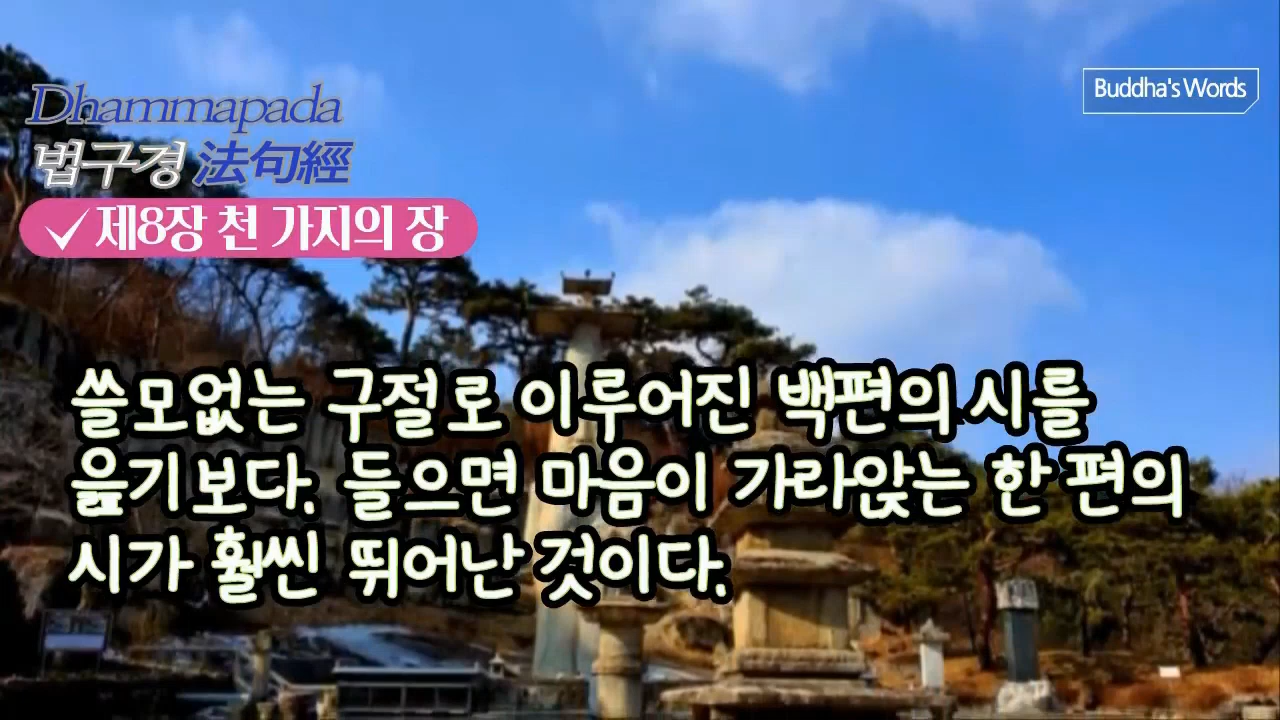 Dhammapada
Buddha's Words
법구경 法句經
제8장 천 가지의 장
쓸모없는 구절로 이루어진 백편의 시를
읊기보다. 들으면 마음이 가라앉는 한 편의
시가 훨씬 뛰어난 것이다.